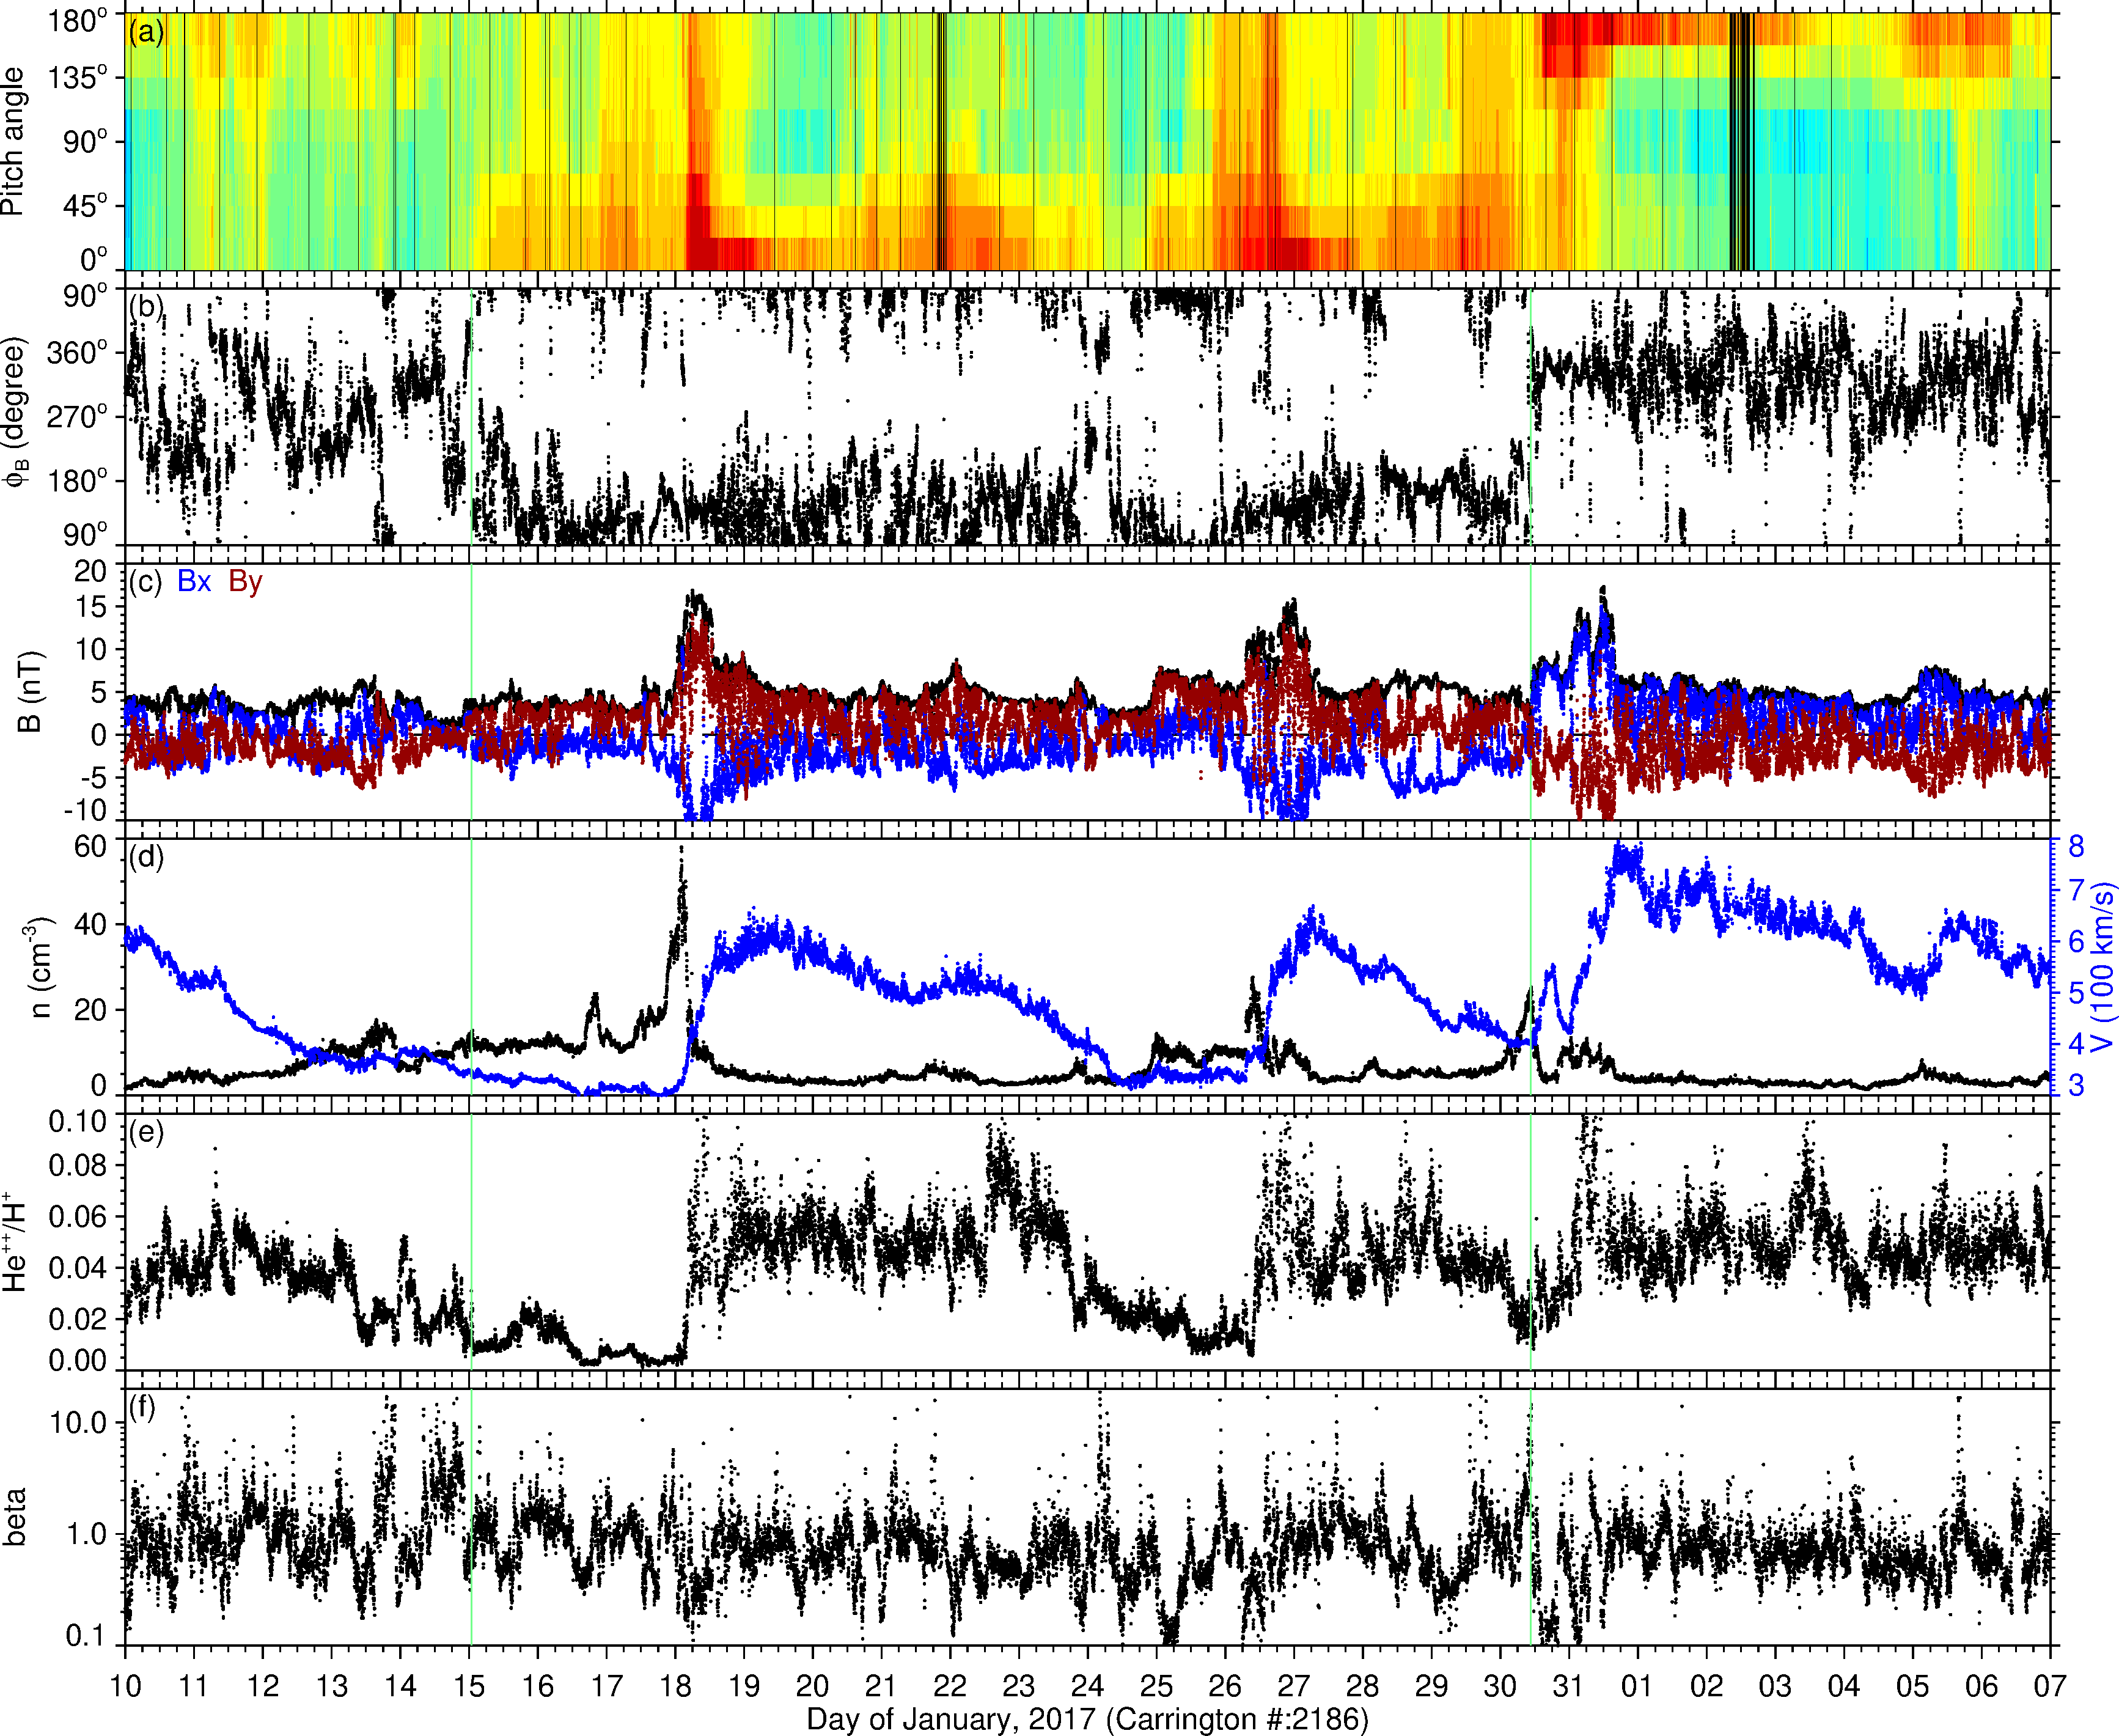 (a)
180°
135°
90°
45°
0°
Pitch angle
(b)
90°
360°
270°
180°
90°
ϕB (degree)
(c) Bx By
20
15
10
5
0
-5
-10
B (nT)
(d)
60
40
20
0
n (cm-3)
8
7
6
5
4
3
V (100 km/s)
(e)
0.10
0.08
0.06
0.04
0.02
0.00
He++/H+
(f)
10.0
1.0
0.1
beta
10 11 12 13 14 15 16 17 18 19 20 21 22 23 24 25 26 27 28 29 30 31 01 02 03 04 05 06 07
Day of January, 2017 (Carrington #:2186)